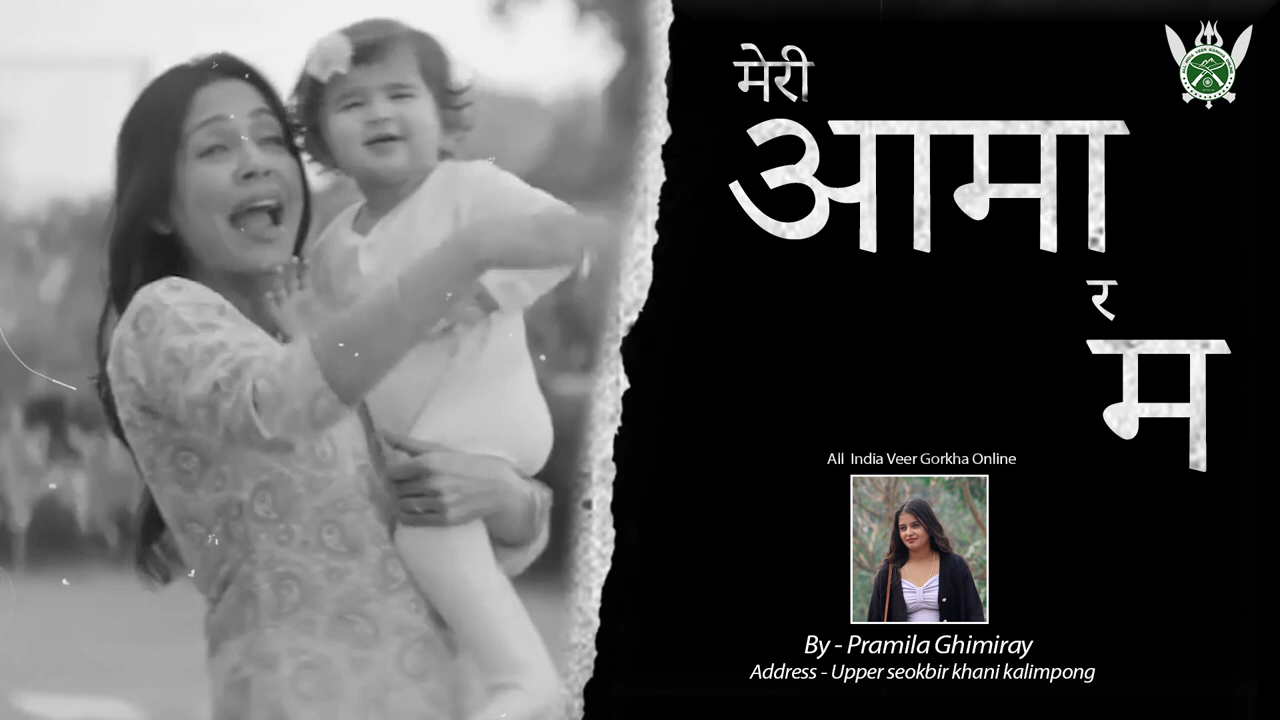 मेरी
आमा
र
म
All India Veer Gorkha Online
By - Pramila Ghimiray
Address - Upper seokbir khani kalimpong